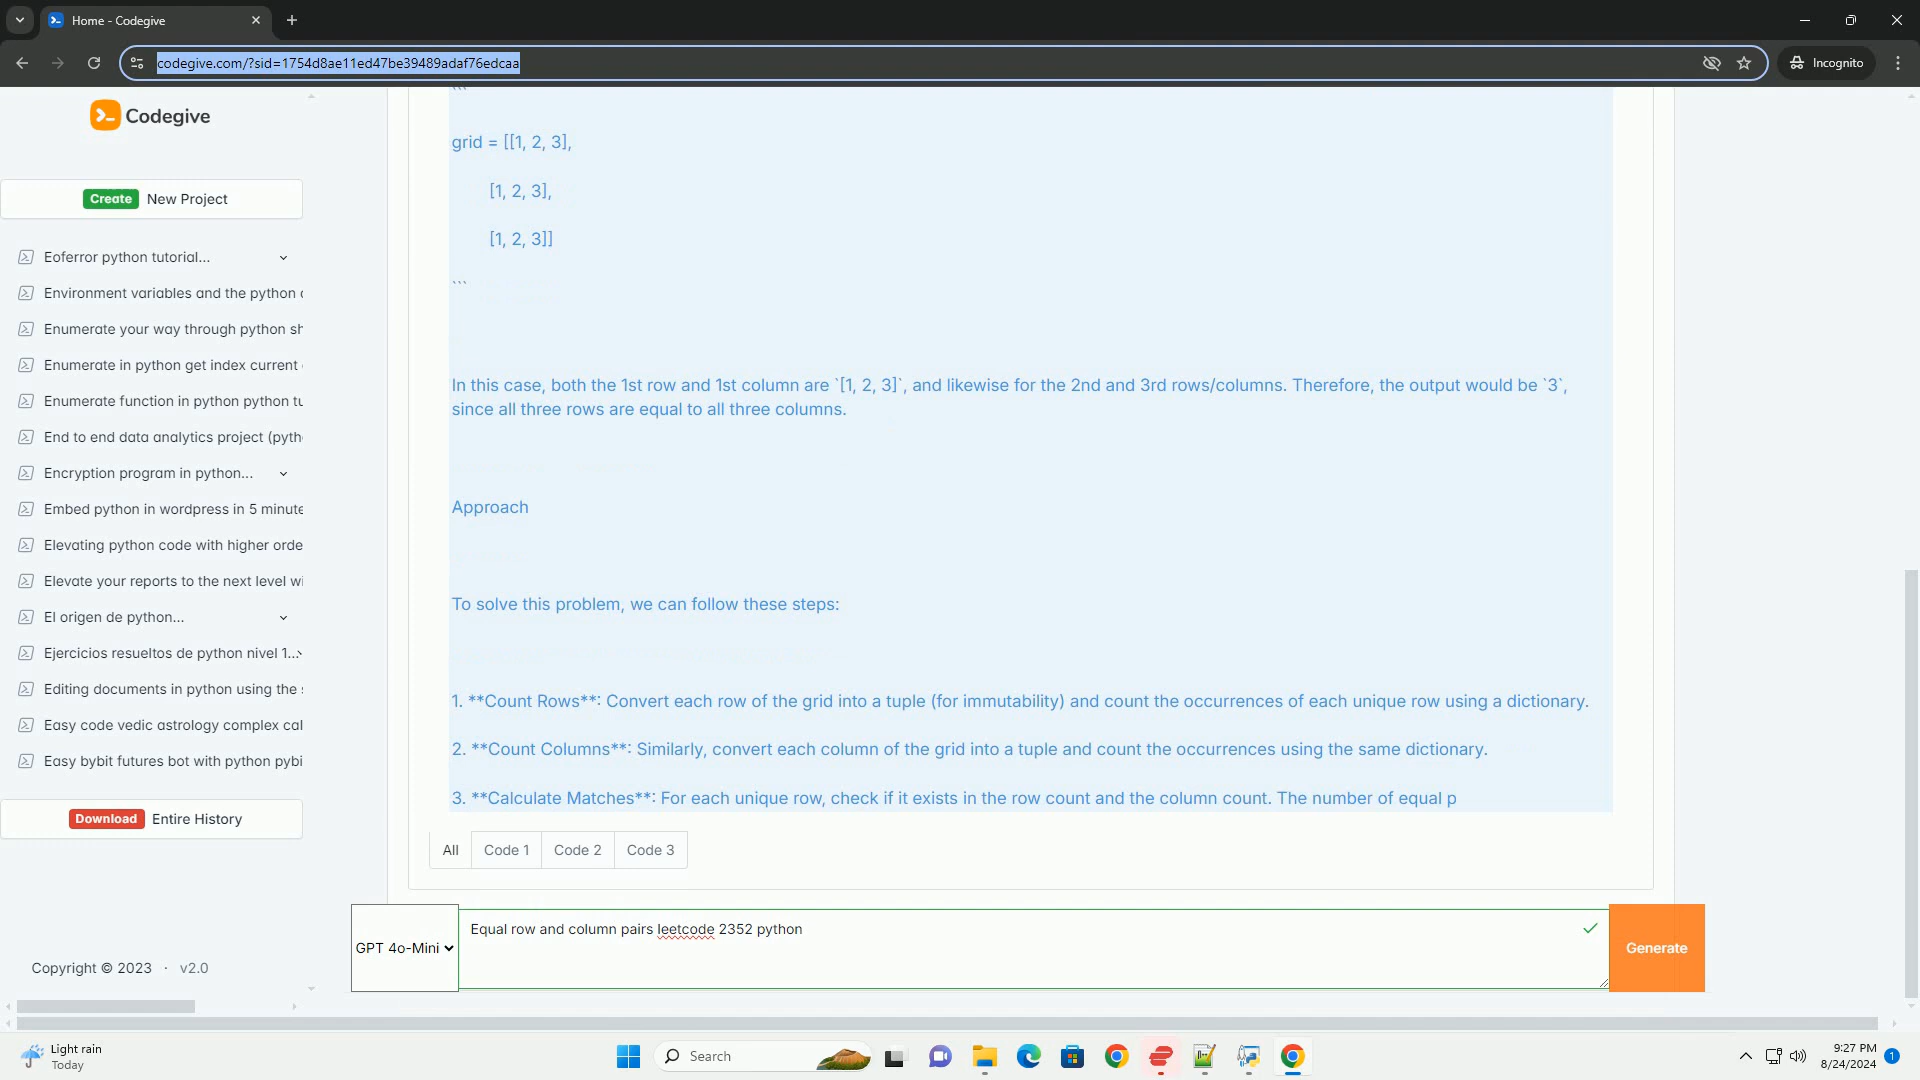 Home - Codegive
codegive.com/?sid=1754d8ae11ed47be39489adaf76edcaa
Incognito
Codegive
Create New Project
Eoferror python tutorial...
Environment variables and the python
Enumerate your way through python sh
Enumerate in python get index current
Enumerate function in python python tu
End to end data analytics project (pyth
Encryption program in python...
Embed python in wordpress in 5 minute
Elevating python code with higher orde
Elevate your reports to the next level wi
El origen de python...
Ejercicios resueltos de python nivel 1...
Editing documents in python using the
Easy code vedic astrology complex cal
Easy bybit futures bot with python pybi
Download Entire History
Copyright © 2023 · v2.0
```
grid = [[1, 2, 3],
[1, 2, 3],
[1, 2, 3]]
```
In this case, both the 1st row and 1st column are `[1, 2, 3]`, and likewise for the 2nd and 3rd rows/columns. Therefore, the output would be `3`,
since all three rows are equal to all three columns.
Approach
To solve this problem, we can follow these steps:
1. **Count Rows**: Convert each row of the grid into a tuple (for immutability) and count the occurrences of each unique row using a dictionary.
2. **Count Columns**: Similarly, convert each column of the grid into a tuple and count the occurrences using the same dictionary.
3. **Calculate Matches**: For each unique row, check if it exists in the row count and the column count. The number of equal p
All Code 1 Code 2 Code 3
GPT 4o-Mini
Equal row and column pairs leetcode 2352 python
Generate
Light rain
Today
Search
9:27 PM
8/24/2024
1